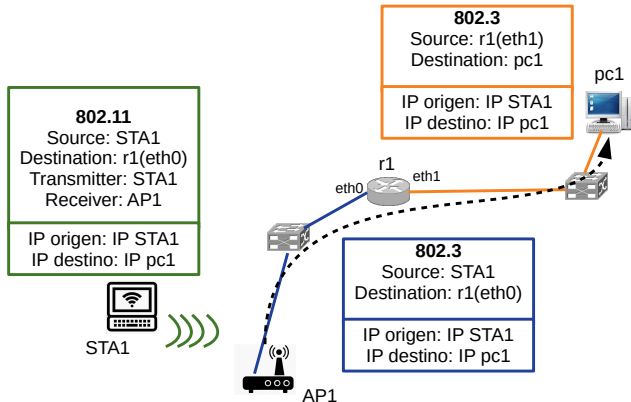 802.3
Source: r1(eth1)
Destination: pc1
IP origen: IP STA1
IP destino: IP pc1
pc1
802.11
Source: STA1
Destination: r1(eth0)
Transmitter: STA1
Receiver: AP1
IP origen: IP STA1
IP destino: IP pc1
r1
eth0
eth1
802.3
Source: STA1
Destination: r1(eth0)
IP origen: IP STA1
IP destino: IP pc1
STA1
AP1